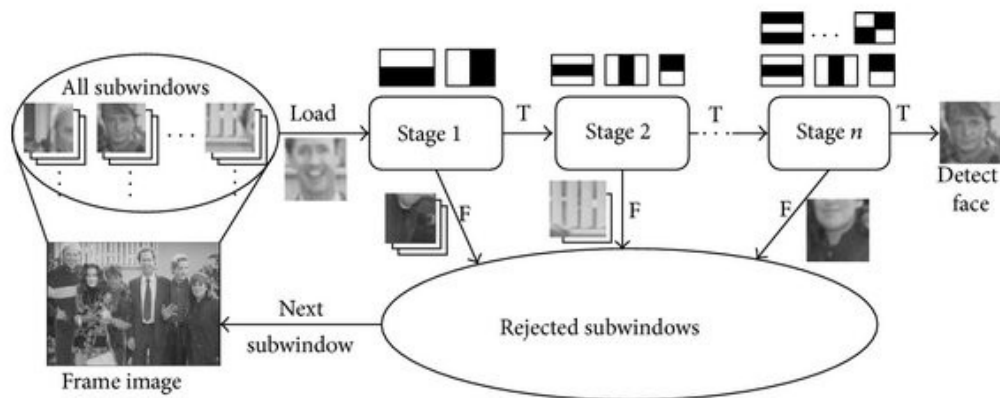 All subwindows
. . .
Load
Stage 1
T
Stage 2
T
Stage n
T
Detect
face
F
F
F
Rejected subwindows
Next
subwindow
Frame image